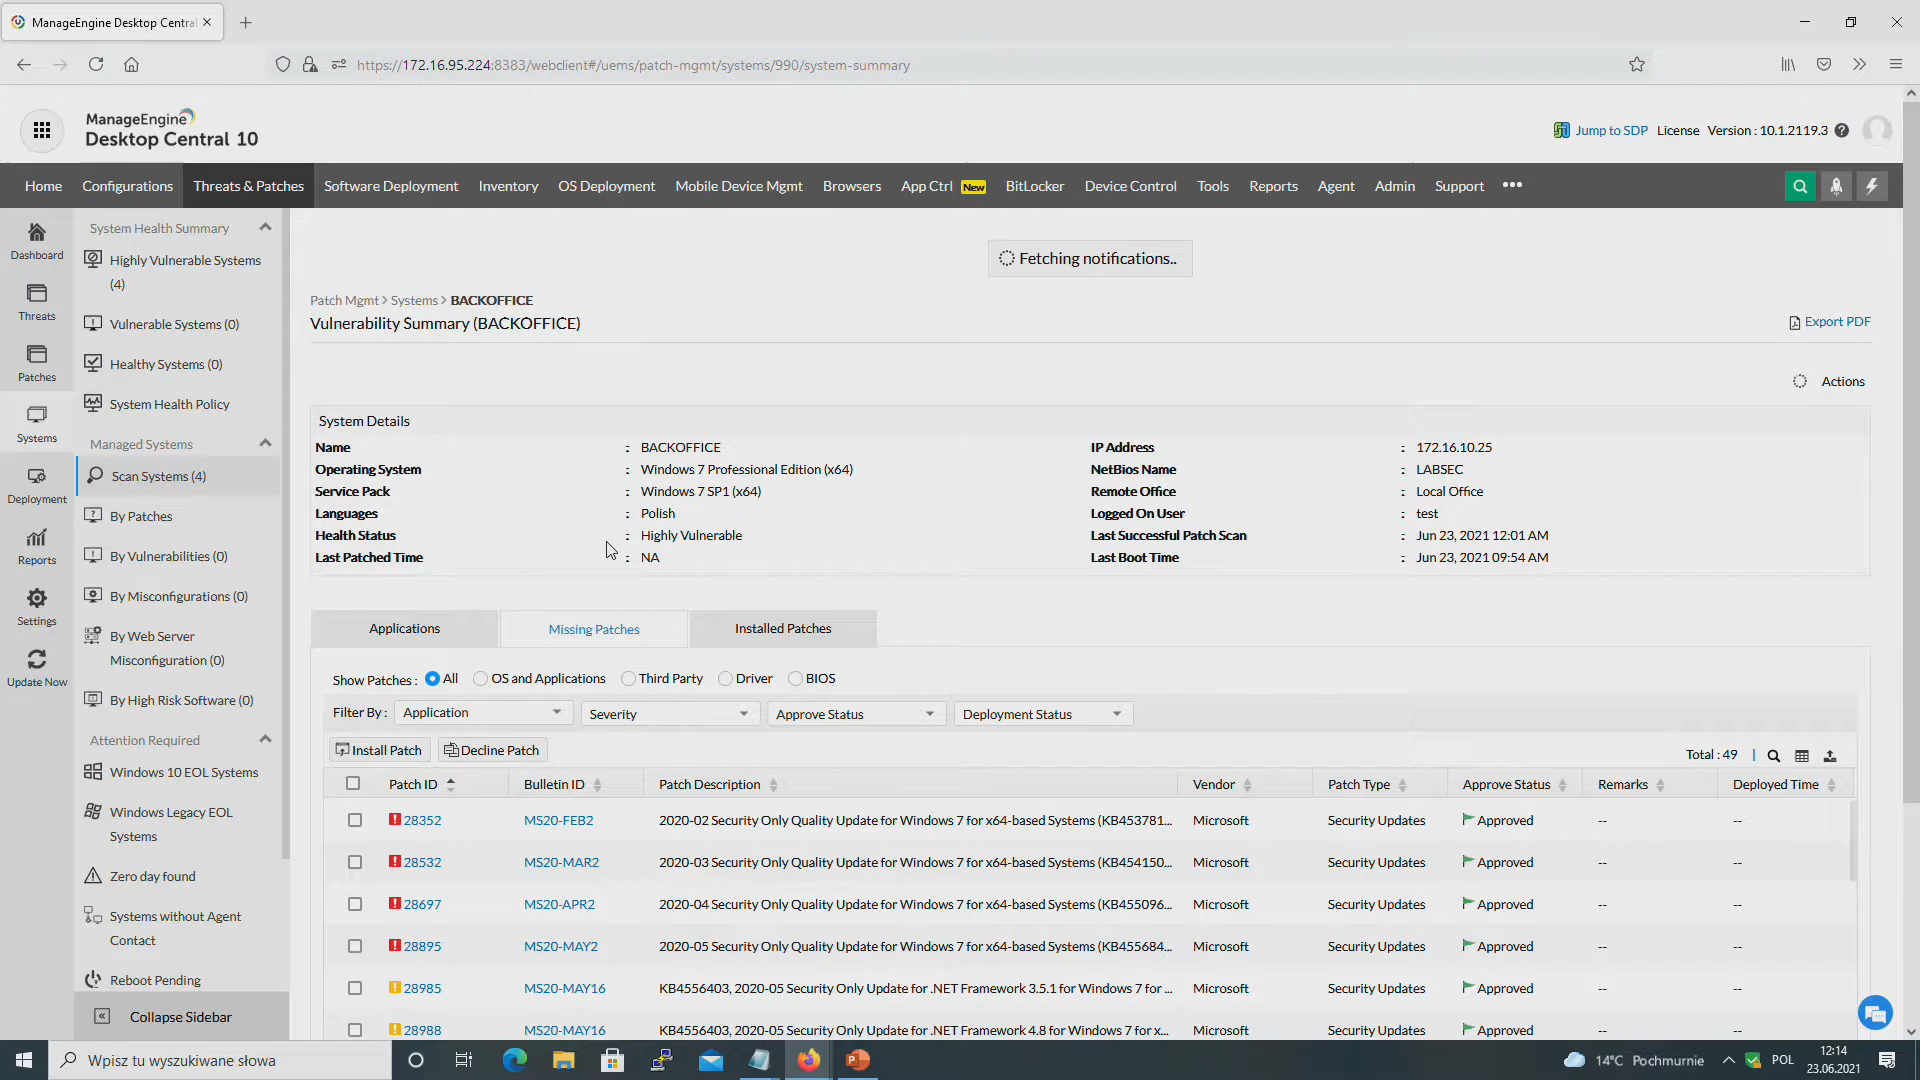 ManageEngine Desktop Central
https://172.16.95.224:8383/webclient#/uems/patch-mgmt/systems/990/system-summary
ManageEngine
Desktop Central 10
Jump to SDP License Version : 10.1.2119.3
Home Configurations Threats & Patches Software Deployment Inventory OS Deployment Mobile Device Mgmt Browsers App Ctrl New BitLocker Device Control Tools Reports Agent Admin Support
Dashboard
Threats
Patches
Systems
Deployment
Reports
Settings
Update Now
System Health Summary
Highly Vulnerable Systems
(4)
Vulnerable Systems (0)
Healthy Systems (0)
System Health Policy
Managed Systems
Scan Systems (4)
By Patches
By Vulnerabilities (0)
By Misconfigurations (0)
By Web Server
Misconfiguration (0)
By High Risk Software (0)
Attention Required
Windows 10 EOL Systems
Windows Legacy EOL
Systems
Zero day found
Systems without Agent
Contact
Reboot Pending
Collapse Sidebar
Fetching notifications..
Patch Mgmt > Systems > BACKOFFICE
Vulnerability Summary (BACKOFFICE)
Export PDF
Actions
System Details
Name : BACKOFFICE IP Address : 172.16.10.25
Operating System : Windows 7 Professional Edition (x64) NetBios Name : LABSEC
Service Pack : Windows 7 SP1 (x64) Remote Office : Local Office
Languages : Polish Logged On User : test
Health Status : Highly Vulnerable Last Successful Patch Scan : Jun 23, 2021 12:01 AM
Last Patched Time : NA Last Boot Time : Jun 23, 2021 09:54 AM
Applications Missing Patches Installed Patches
Show Patches : All OS and Applications Third Party Driver BIOS
Filter By : Application Severity Approve Status Deployment Status
Install Patch Decline Patch Total : 49
Patch ID Bulletin ID Patch Description Vendor Patch Type Approve Status Remarks Deployed Time
28352 MS20-FEB2 2020-02 Security Only Quality Update for Windows 7 for x64-based Systems (KB453781... Microsoft Security Updates Approved -- --
28532 MS20-MAR2 2020-03 Security Only Quality Update for Windows 7 for x64-based Systems (KB454150... Microsoft Security Updates Approved -- --
28697 MS20-APR2 2020-04 Security Only Quality Update for Windows 7 for x64-based Systems (KB455096... Microsoft Security Updates Approved -- --
28895 MS20-MAY2 2020-05 Security Only Quality Update for Windows 7 for x64-based Systems (KB455684... Microsoft Security Updates Approved -- --
28985 MS20-MAY16 KB4556403, 2020-05 Security Only Update for .NET Framework 3.5.1 for Windows 7 for ... Microsoft Security Updates Approved -- --
28988 MS20-MAY16 KB4556403, 2020-05 Security Only Update for .NET Framework 4.8 for Windows 7 for x... Microsoft Security Updates Approved -- --
Wpisz tu wyszukiwane słowa
14°C Pochmurnie POL 12:14
23.06.2021